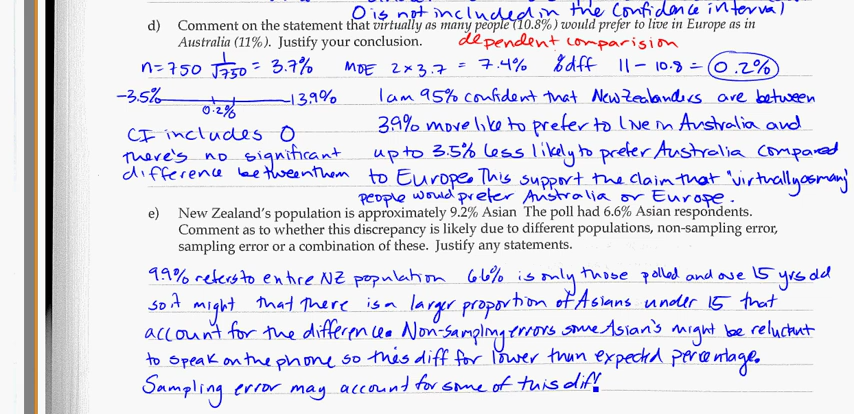 0 is not included in the confidence interval
d) Comment on the statement that virtually as many people (10.8%) would prefer to live in Europe as in
Australia (11%). Justify your conclusion. dependent comparision
n=750 1/√750 = 3.7% MOE 2×3.7 = 7.4% %diff 11 - 10.8 = 0.2%
-3.5% 0.2% 13.9%
I am 95% confident that New Zealanders are between
3.9% more like to prefer to live in Australia and
up to 3.5% less likely to prefer Australia compared
to Europe. This support the claim that 'virtually as many'
people would prefer Australia or Europe.
CI includes 0
there's no significant
difference between them
e) New Zealand's population is approximately 9.2% Asian The poll had 6.6% Asian respondents.
Comment as to whether this discrepancy is likely due to different populations, non-sampling error,
sampling error or a combination of these. Justify any statements.
9.9% refers to entire NZ population 6.6% is only those polled and ove 15 yrs old
so it might that there is a larger proportion of Asians under 15 that
account for the difference. Non-sampling errors some Asian's might be reluctant
to speak on the phone so this diff for lower than expected percentage.
Sampling error may account for some of this diff!